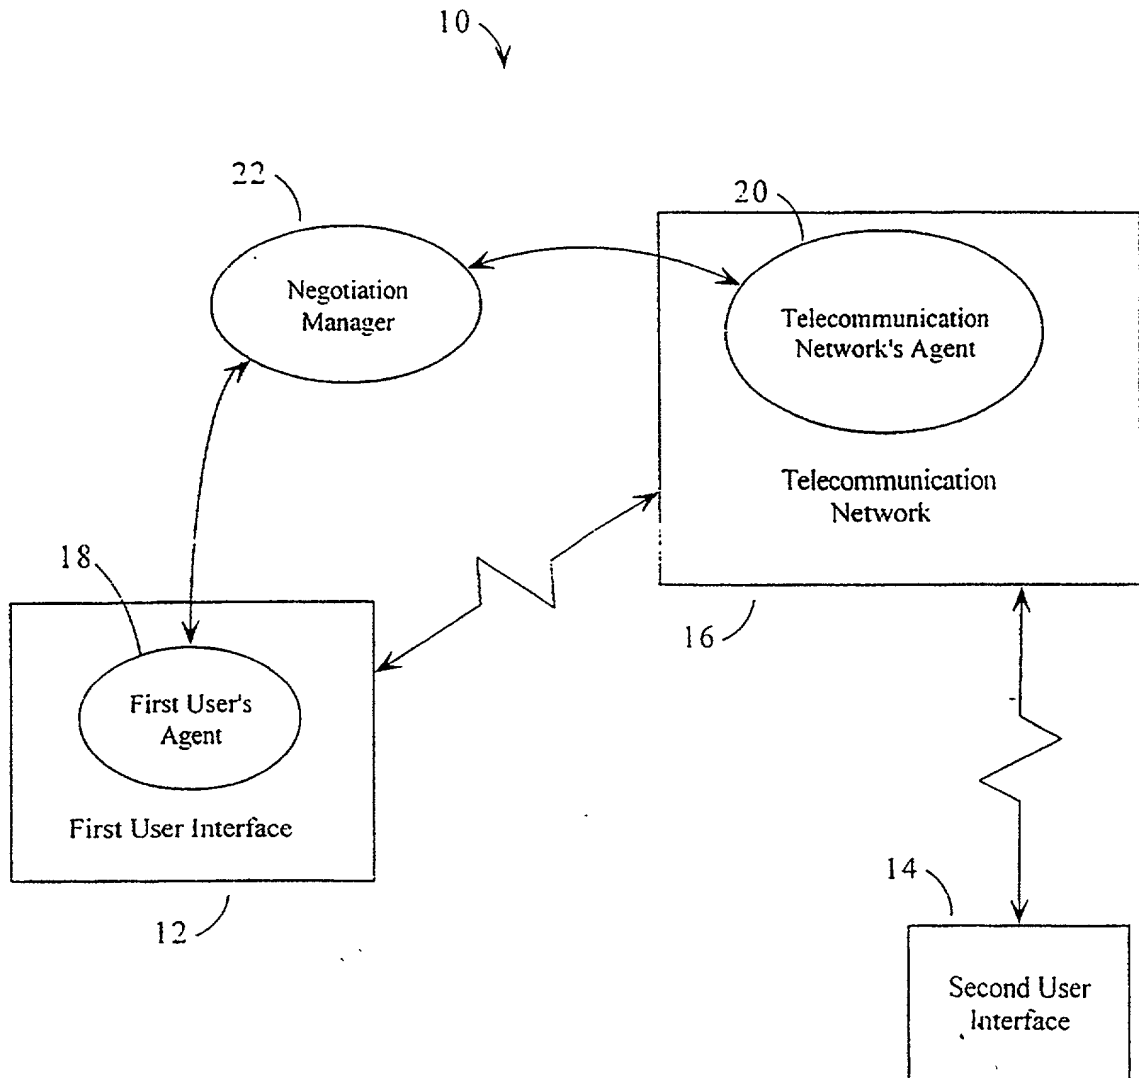 10
22
20
Negotiation
Manager
Telecommunication
Network's Agent
Telecommunication
Network
18
16
First User's
Agent
First User Interface
12
14
Second User
Interface